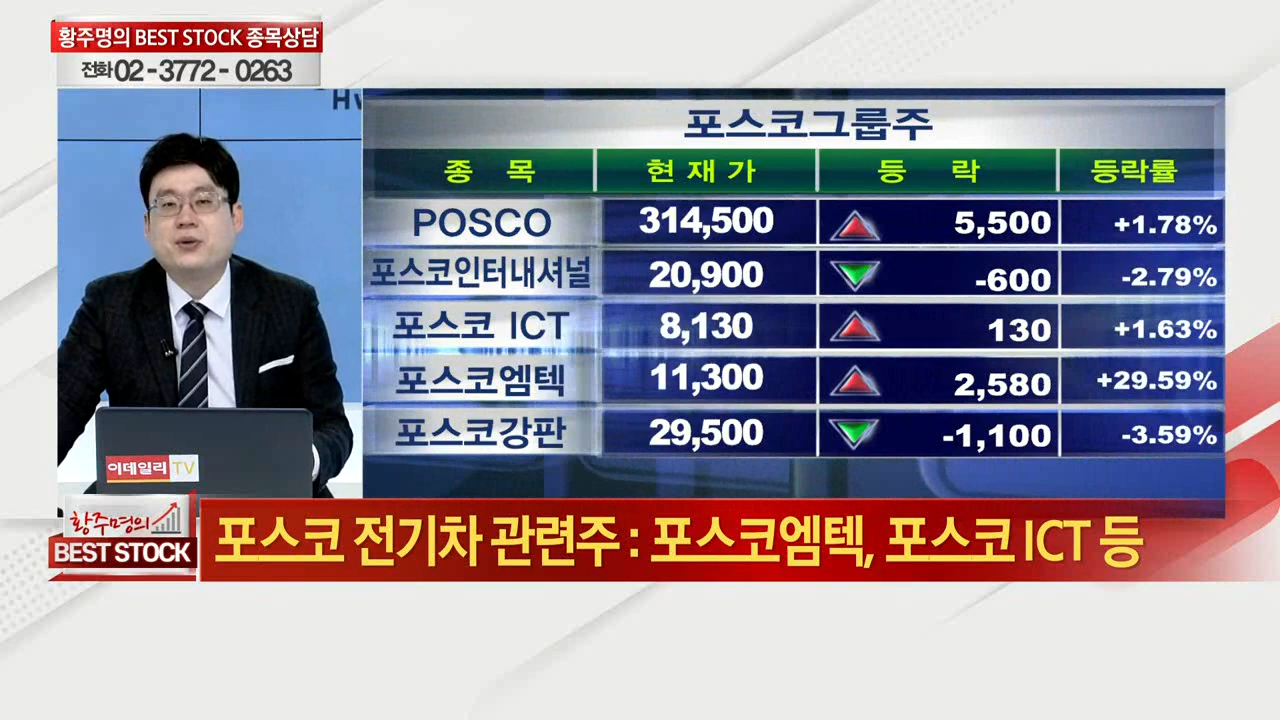 황주명의 BEST STOCK 종목상담
전화 02 - 3772 - 0263
포스코그룹주
종 목 현 재 가 등 락 등락률
POSCO 314,500 5,500 +1.78%
포스코인터내셔널 20,900 -600 -2.79%
포스코 ICT 8,130 130 +1.63%
포스코엠텍 11,300 2,580 +29.59%
포스코강판 29,500 -1,100 -3.59%
이데일리 TV
황주명의
BEST STOCK
포스코 전기차 관련주 : 포스코엠텍, 포스코 ICT 등